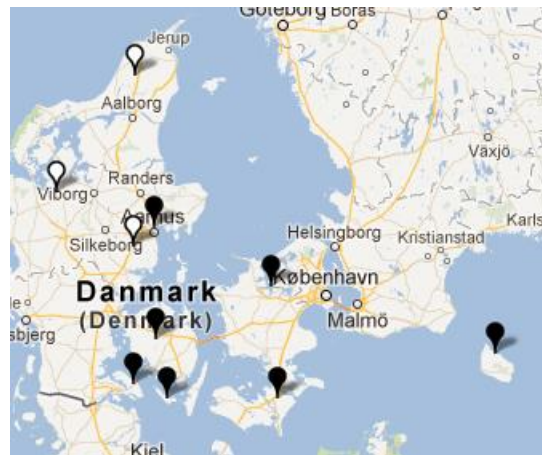 Göteborg
Borås
Jerup
Aalborg
Växjö
Randers
Viborg
Aarhus
Silkeborg
Helsingborg
Kristianstad
Karls
København
Danmark
(Denmark)
Malmö
sbjerg
Kiel